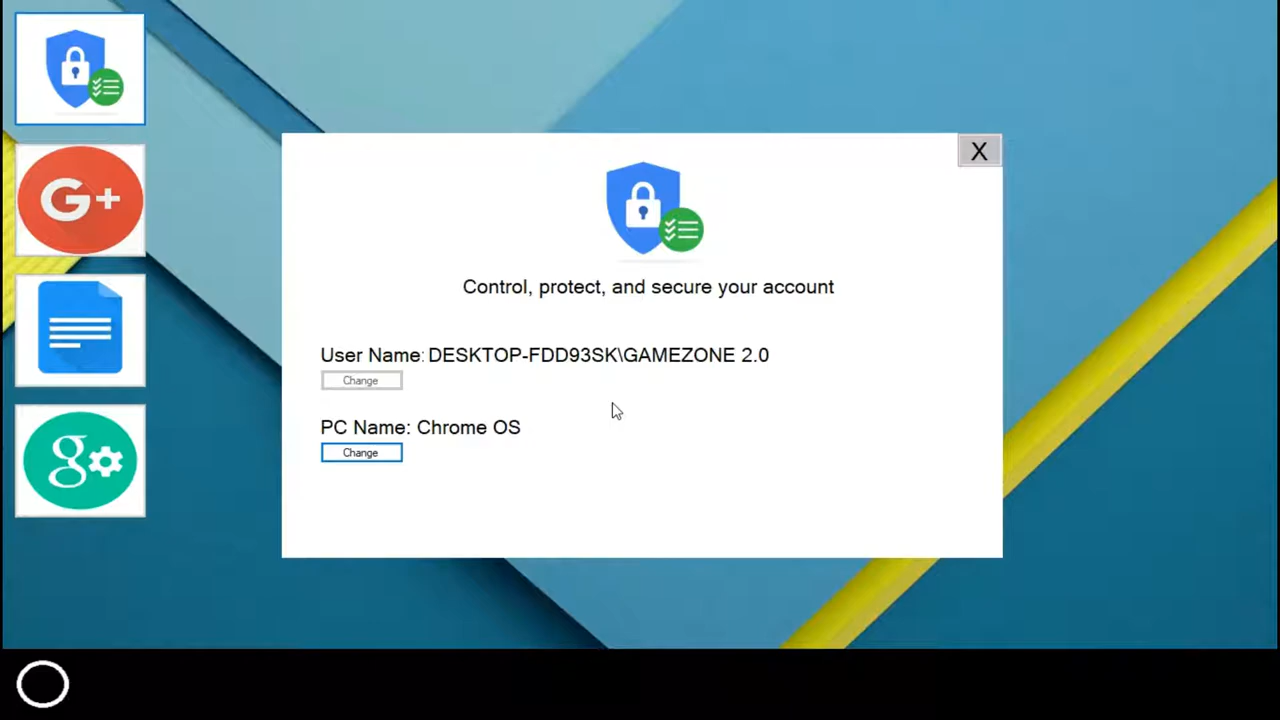 X
G+
Control, protect, and secure your account
User Name: DESKTOP-FDD93SK\GAMEZONE 2.0
Change
PC Name: Chrome OS
Change
g